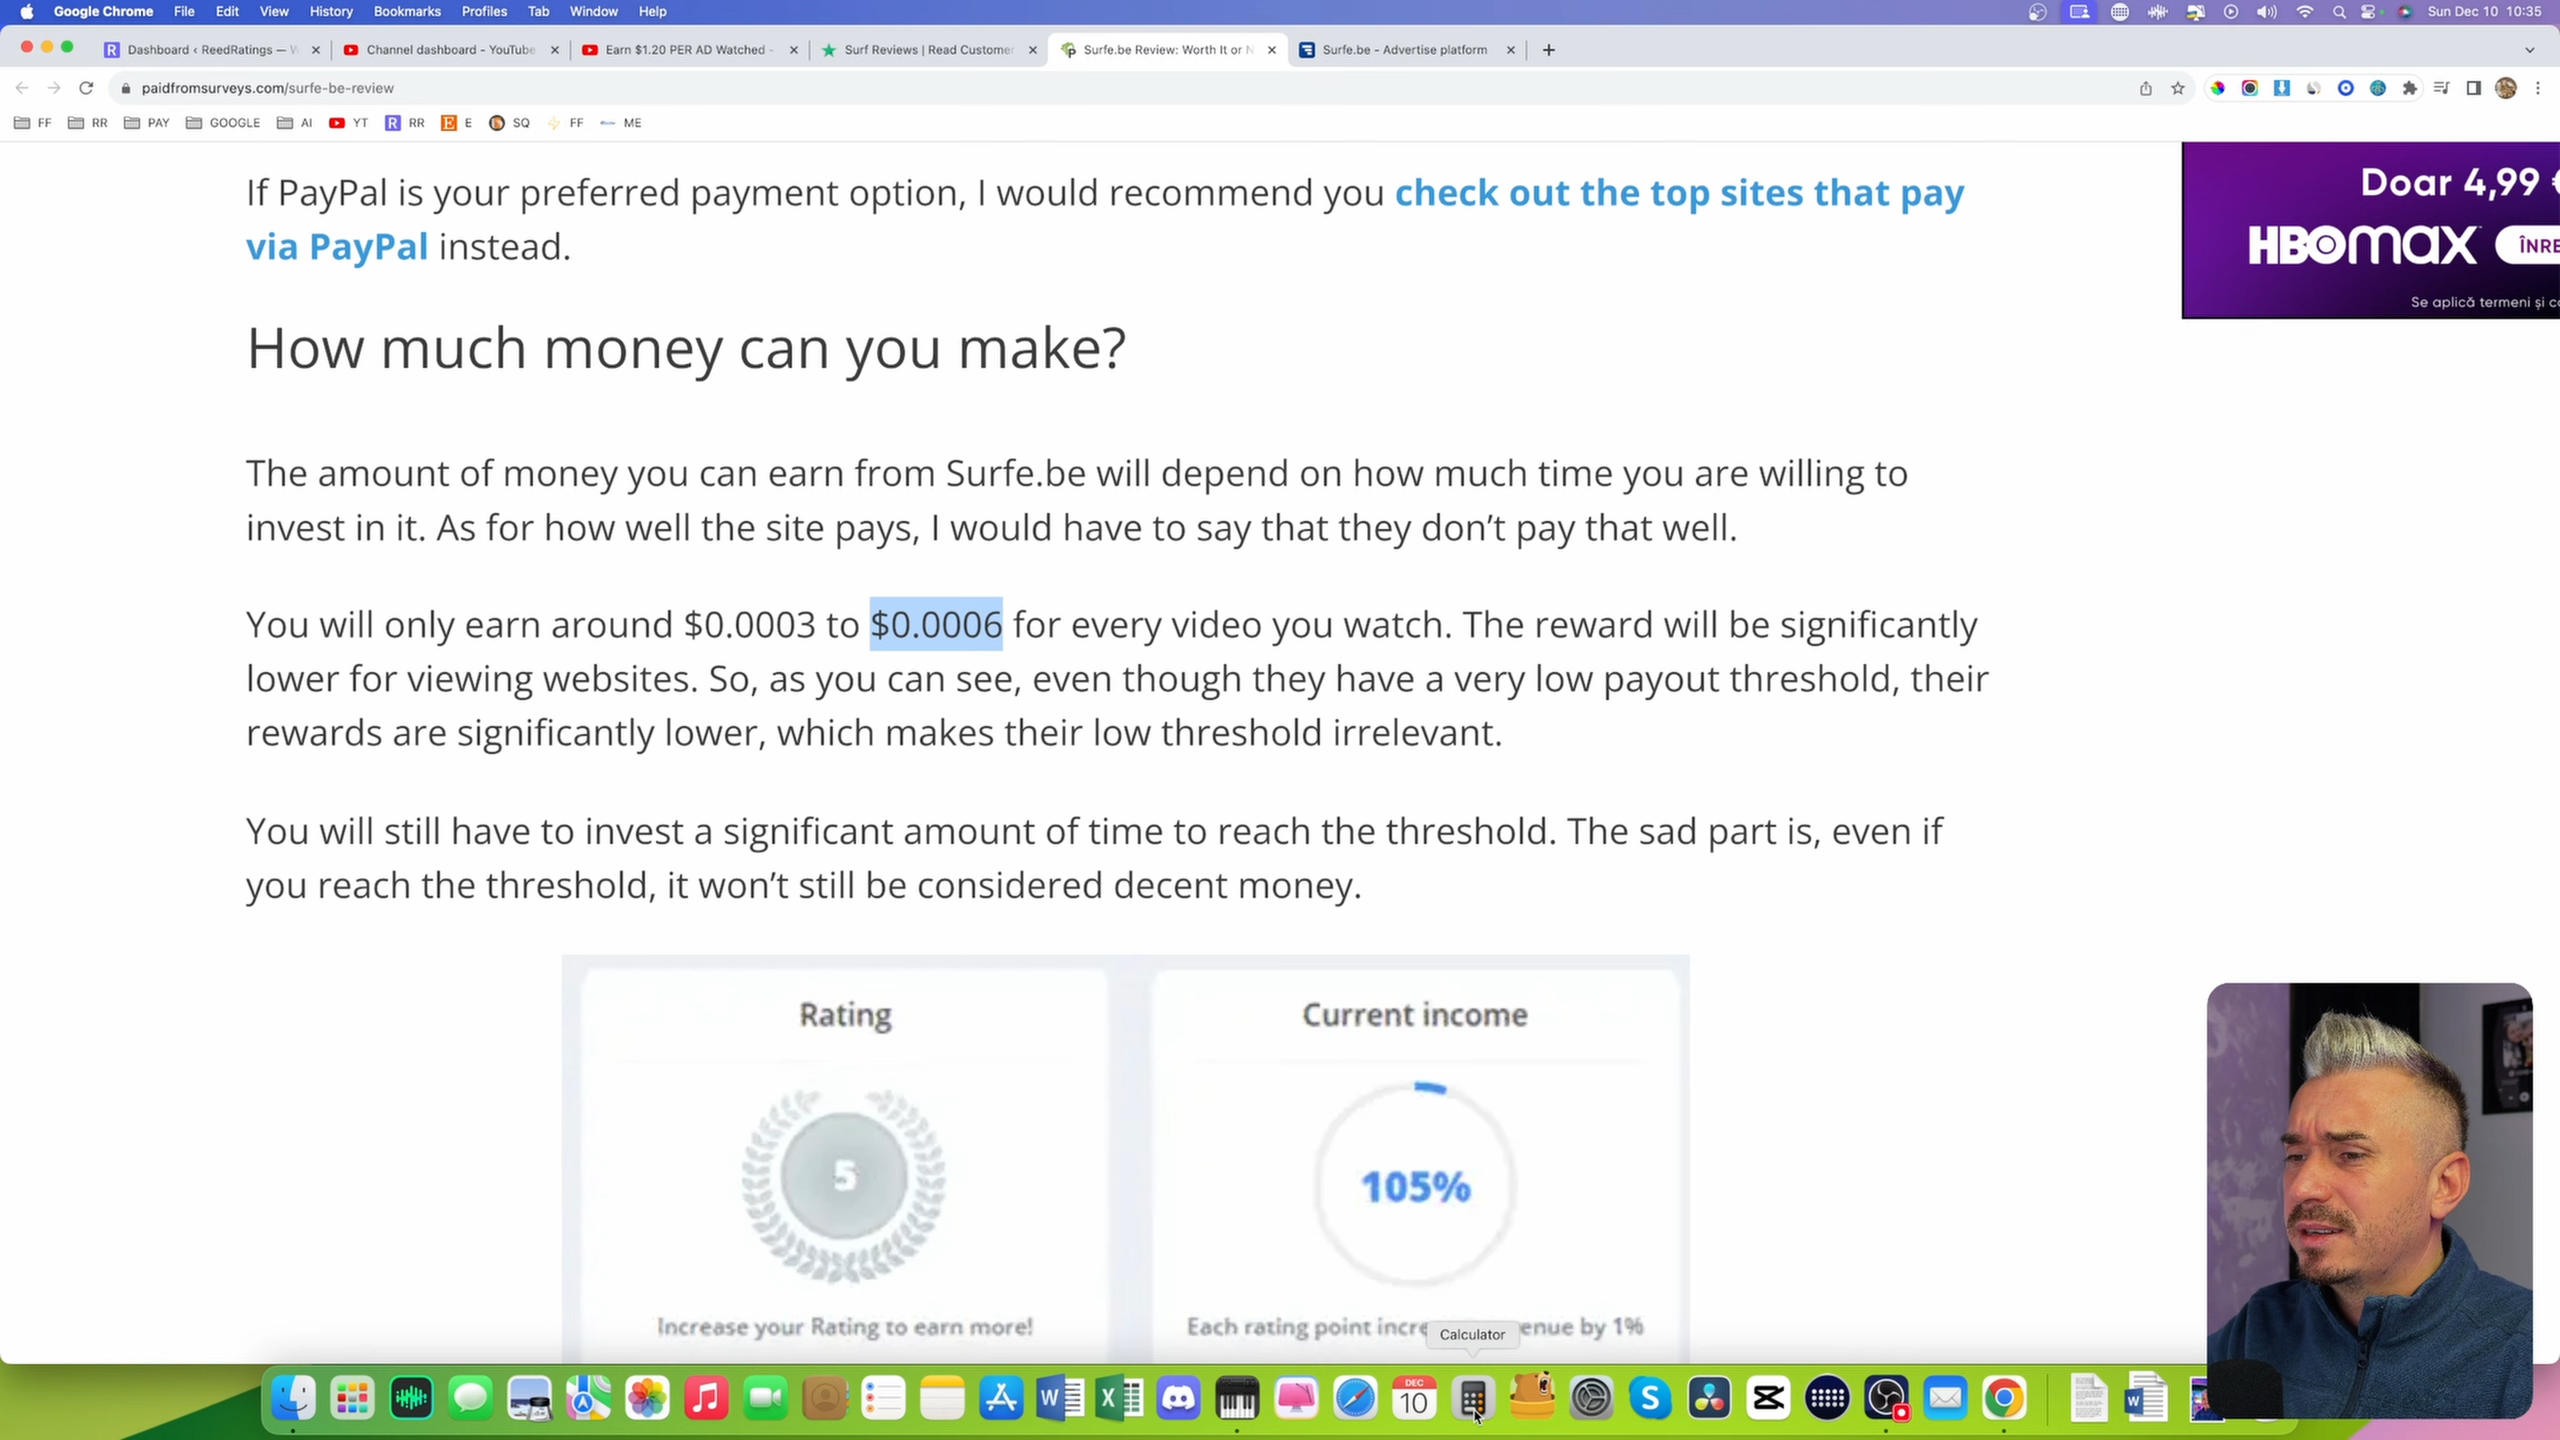 Google Chrome File Edit View History Bookmarks Profiles Tab Window Help Sun Dec 10 10:35
Dashboard ‹ ReedRatings — Channel dashboard - YouTube Earn $1.20 PER AD Watched - Surf Reviews | Read Customer Surfe.be Review: Worth It or N Surfe.be - Advertise platform
paidfromsurveys.com/surfe-be-review
FF RR PAY GOOGLE AI YT RR E SQ FF ME
If PayPal is your preferred payment option, I would recommend you check out the top sites that pay
via PayPal instead.
Doar 4,99 €
HBOMAX ÎNRE
Se aplică termeni și c
How much money can you make?
The amount of money you can earn from Surfe.be will depend on how much time you are willing to
invest in it. As for how well the site pays, I would have to say that they don’t pay that well.
You will only earn around $0.0003 to $0.0006 for every video you watch. The reward will be significantly
lower for viewing websites. So, as you can see, even though they have a very low payout threshold, their
rewards are significantly lower, which makes their low threshold irrelevant.
You will still have to invest a significant amount of time to reach the threshold. The sad part is, even if
you reach the threshold, it won’t still be considered decent money.
Rating
Current income
5
105%
Increase your Rating to earn more!
Each rating point incre enue by 1%
Calculator
DEC
10